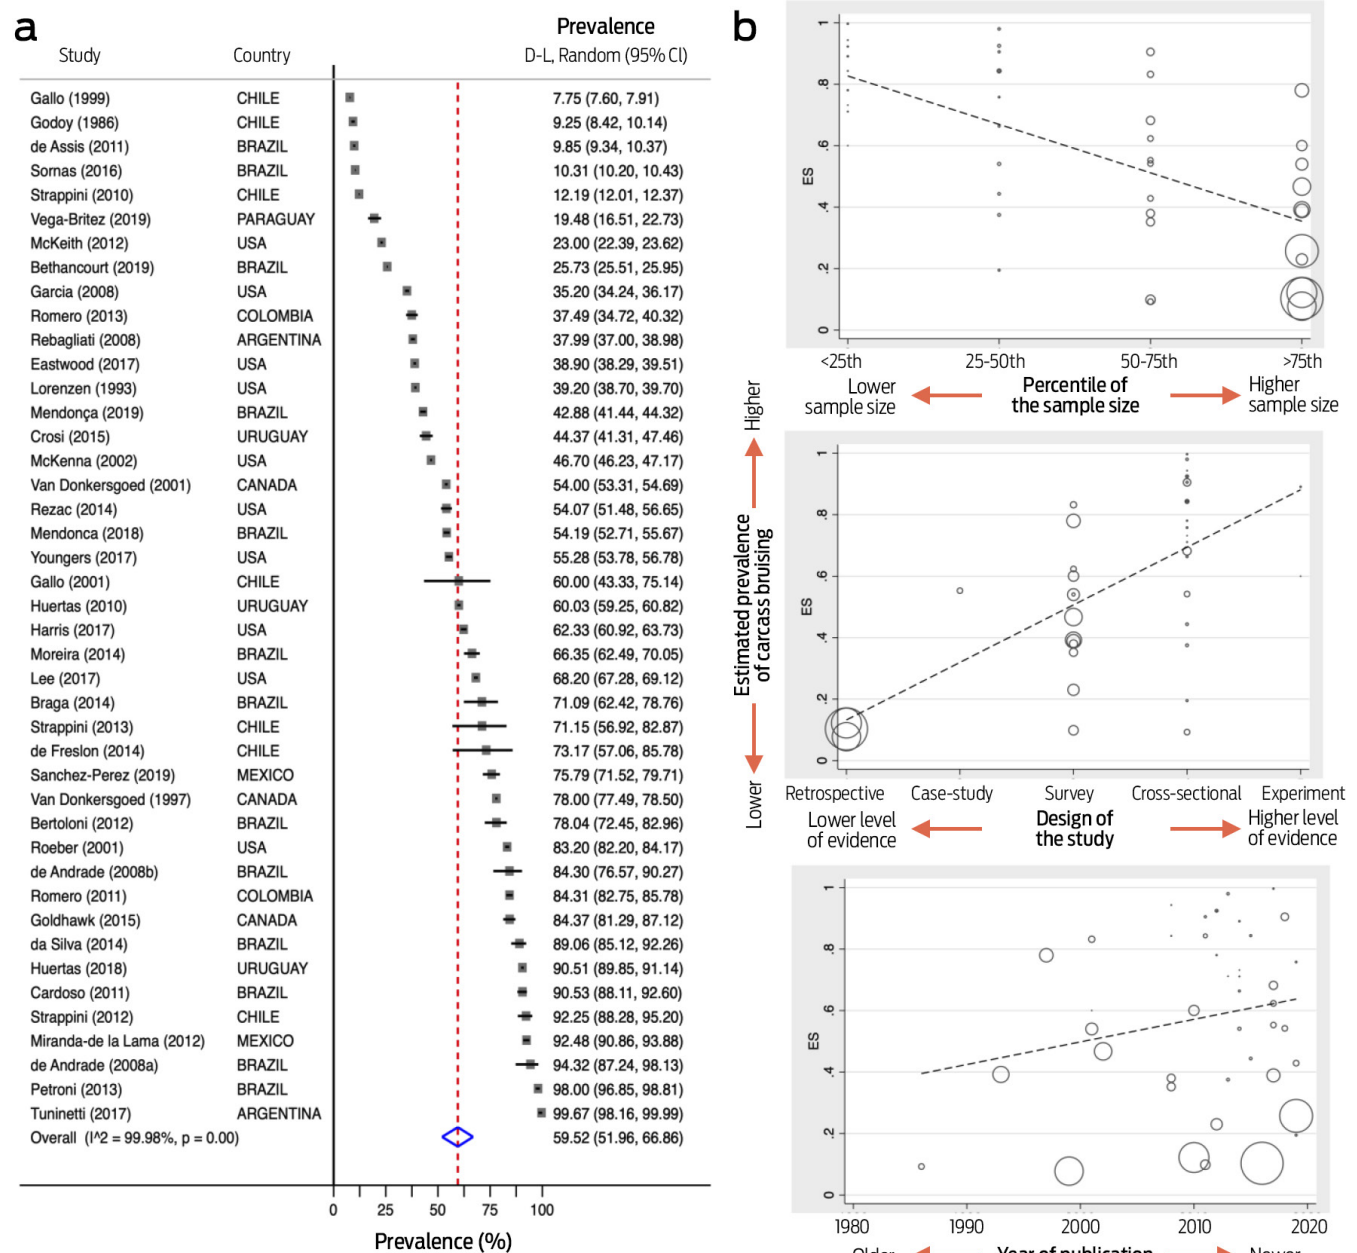 a
Prevalence
Study Country D-L, Random (95% CI)
Gallo (1999) CHILE 7.75 (7.60, 7.91)
Godoy (1986) CHILE 9.25 (8.42, 10.14)
de Assis (2011) BRAZIL 9.85 (9.34, 10.37)
Sornas (2016) BRAZIL 10.31 (10.20, 10.43)
Strappini (2010) CHILE 12.19 (12.01, 12.37)
Vega-Britez (2019) PARAGUAY 19.48 (16.51, 22.73)
McKeith (2012) USA 23.00 (22.39, 23.62)
Bethancourt (2019) BRAZIL 25.73 (25.51, 25.95)
Garcia (2008) USA 35.20 (34.24, 36.17)
Romero (2013) COLOMBIA 37.49 (34.72, 40.32)
Rebagliati (2008) ARGENTINA 37.99 (37.00, 38.98)
Eastwood (2017) USA 38.90 (38.29, 39.51)
Lorenzen (1993) USA 39.20 (38.70, 39.70)
Mendonça (2019) BRAZIL 42.88 (41.44, 44.32)
Crosi (2015) URUGUAY 44.37 (41.31, 47.46)
McKenna (2002) USA 46.70 (46.23, 47.17)
Van Donkersgoed (2001) CANADA 54.00 (53.31, 54.69)
Rezac (2014) USA 54.07 (51.48, 56.65)
Mendonca (2018) BRAZIL 54.19 (52.71, 55.67)
Youngers (2017) USA 55.28 (53.78, 56.78)
Gallo (2001) CHILE 60.00 (43.33, 75.14)
Huertas (2010) URUGUAY 60.03 (59.25, 60.82)
Harris (2017) USA 62.33 (60.92, 63.73)
Moreira (2014) BRAZIL 66.35 (62.49, 70.05)
Lee (2017) USA 68.20 (67.28, 69.12)
Braga (2014) BRAZIL 71.09 (62.42, 78.76)
Strappini (2013) CHILE 71.15 (56.92, 82.87)
de Freslon (2014) CHILE 73.17 (57.06, 85.78)
Sanchez-Perez (2019) MEXICO 75.79 (71.52, 79.71)
Van Donkersgoed (1997) CANADA 78.00 (77.49, 78.50)
Bertoloni (2012) BRAZIL 78.04 (72.45, 82.96)
Roeber (2001) USA 83.20 (82.20, 84.17)
de Andrade (2008b) BRAZIL 84.30 (76.57, 90.27)
Romero (2011) COLOMBIA 84.31 (82.75, 85.78)
Goldhawk (2015) CANADA 84.37 (81.29, 87.12)
da Silva (2014) BRAZIL 89.06 (85.12, 92.26)
Huertas (2018) URUGUAY 90.51 (89.85, 91.14)
Cardoso (2011) BRAZIL 90.53 (88.11, 92.60)
Strappini (2012) CHILE 92.25 (88.28, 95.20)
Miranda-de la Lama (2012) MEXICO 92.48 (90.86, 93.88)
de Andrade (2008a) BRAZIL 94.32 (87.24, 98.13)
Petroni (2013) BRAZIL 98.00 (96.85, 98.81)
Tuninetti (2017) ARGENTINA 99.67 (98.16, 99.99)
Overall (I^2 = 99.98%, p = 0.00) 59.52 (51.96, 66.86)
0 25 50 75 100
Prevalence (%)
b
Higher
Estimated prevalence
of carcass bruising
Lower
ES
1
.8
.6
.4
.2
0
<25th 25-50th 50-75th >75th
Lower
sample size
Percentile of
the sample size
Higher
sample size
ES
1
.8
.6
.4
.2
0
Retrospective Case-study Survey Cross-sectional Experiment
Lower level
of evidence
Design of
the study
Higher level
of evidence
ES
1
.8
.6
.4
.2
0
1980 1990 2000 2010 2020
Older Year of publication Newer